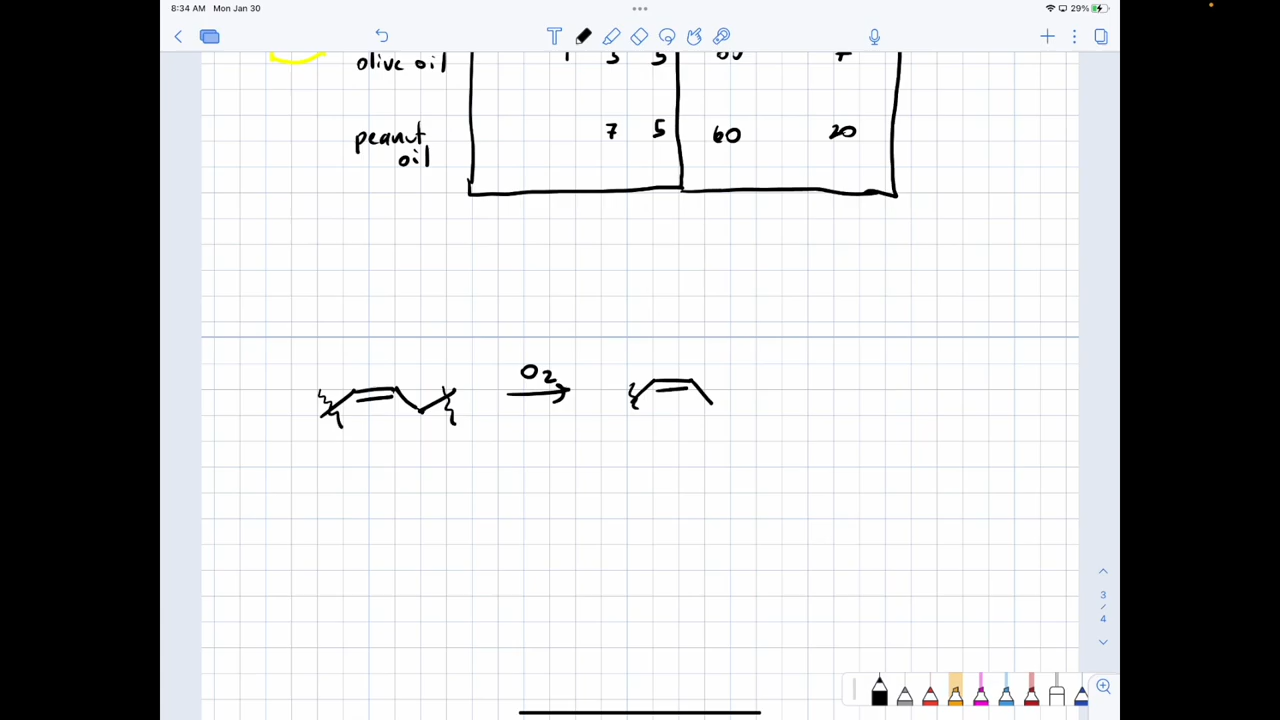 8:34 AM Mon Jan 30
29%
T
olive oil
peanut 7 5 60 20
oil
O2
3
/
4